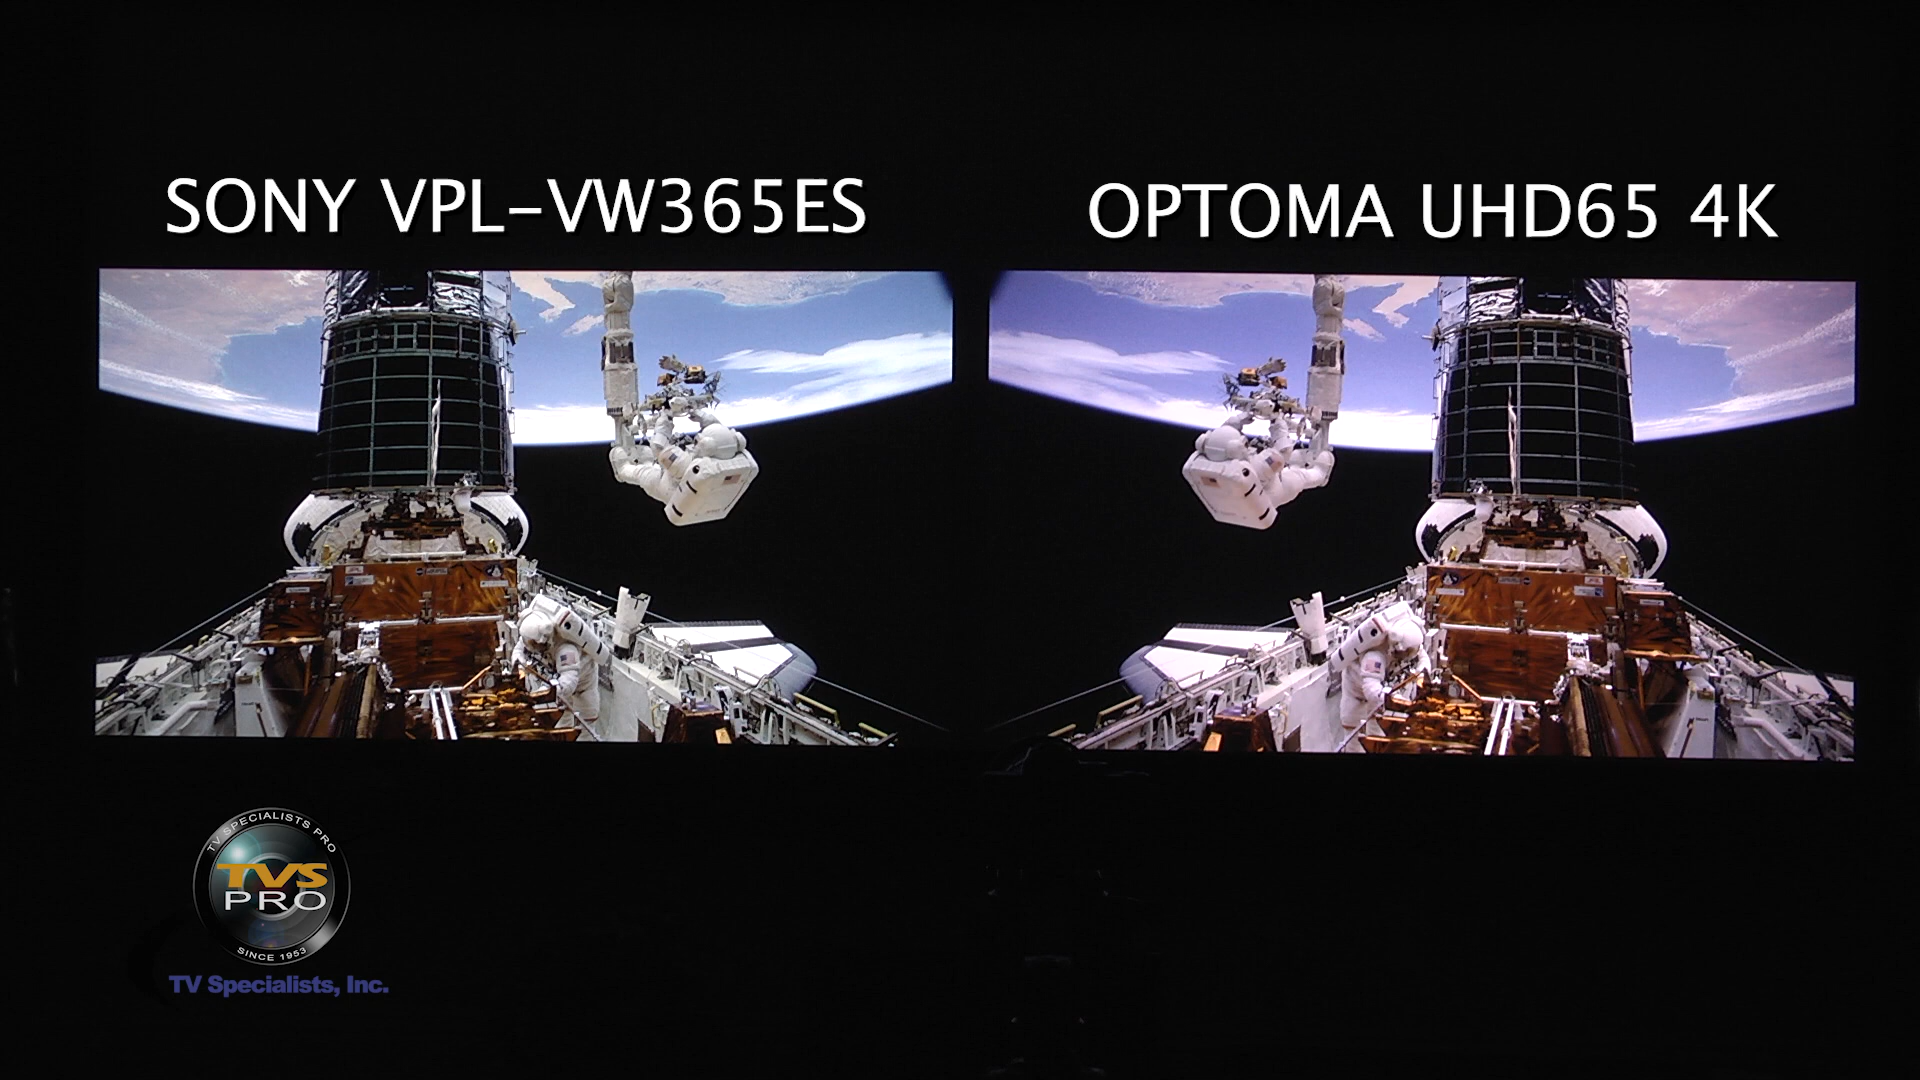 SONY VPL-VW365ES
OPTOMA UHD65 4K
TV SPECIALISTS PRO
TVS
PRO
SINCE 1953
TV Specialists, Inc.